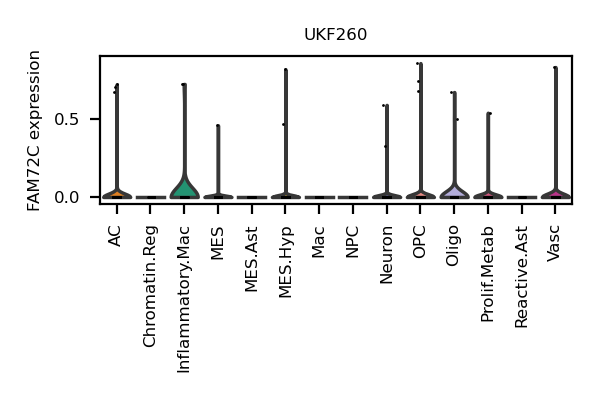 UKF260
FAM72C expression
0.5
0.0
AC
Chromatin.Reg
Inflammatory.Mac
MES
MES.Ast
MES.Hyp
Mac
NPC
Neuron
OPC
Oligo
Prolif.Metab
Reactive.Ast
Vasc